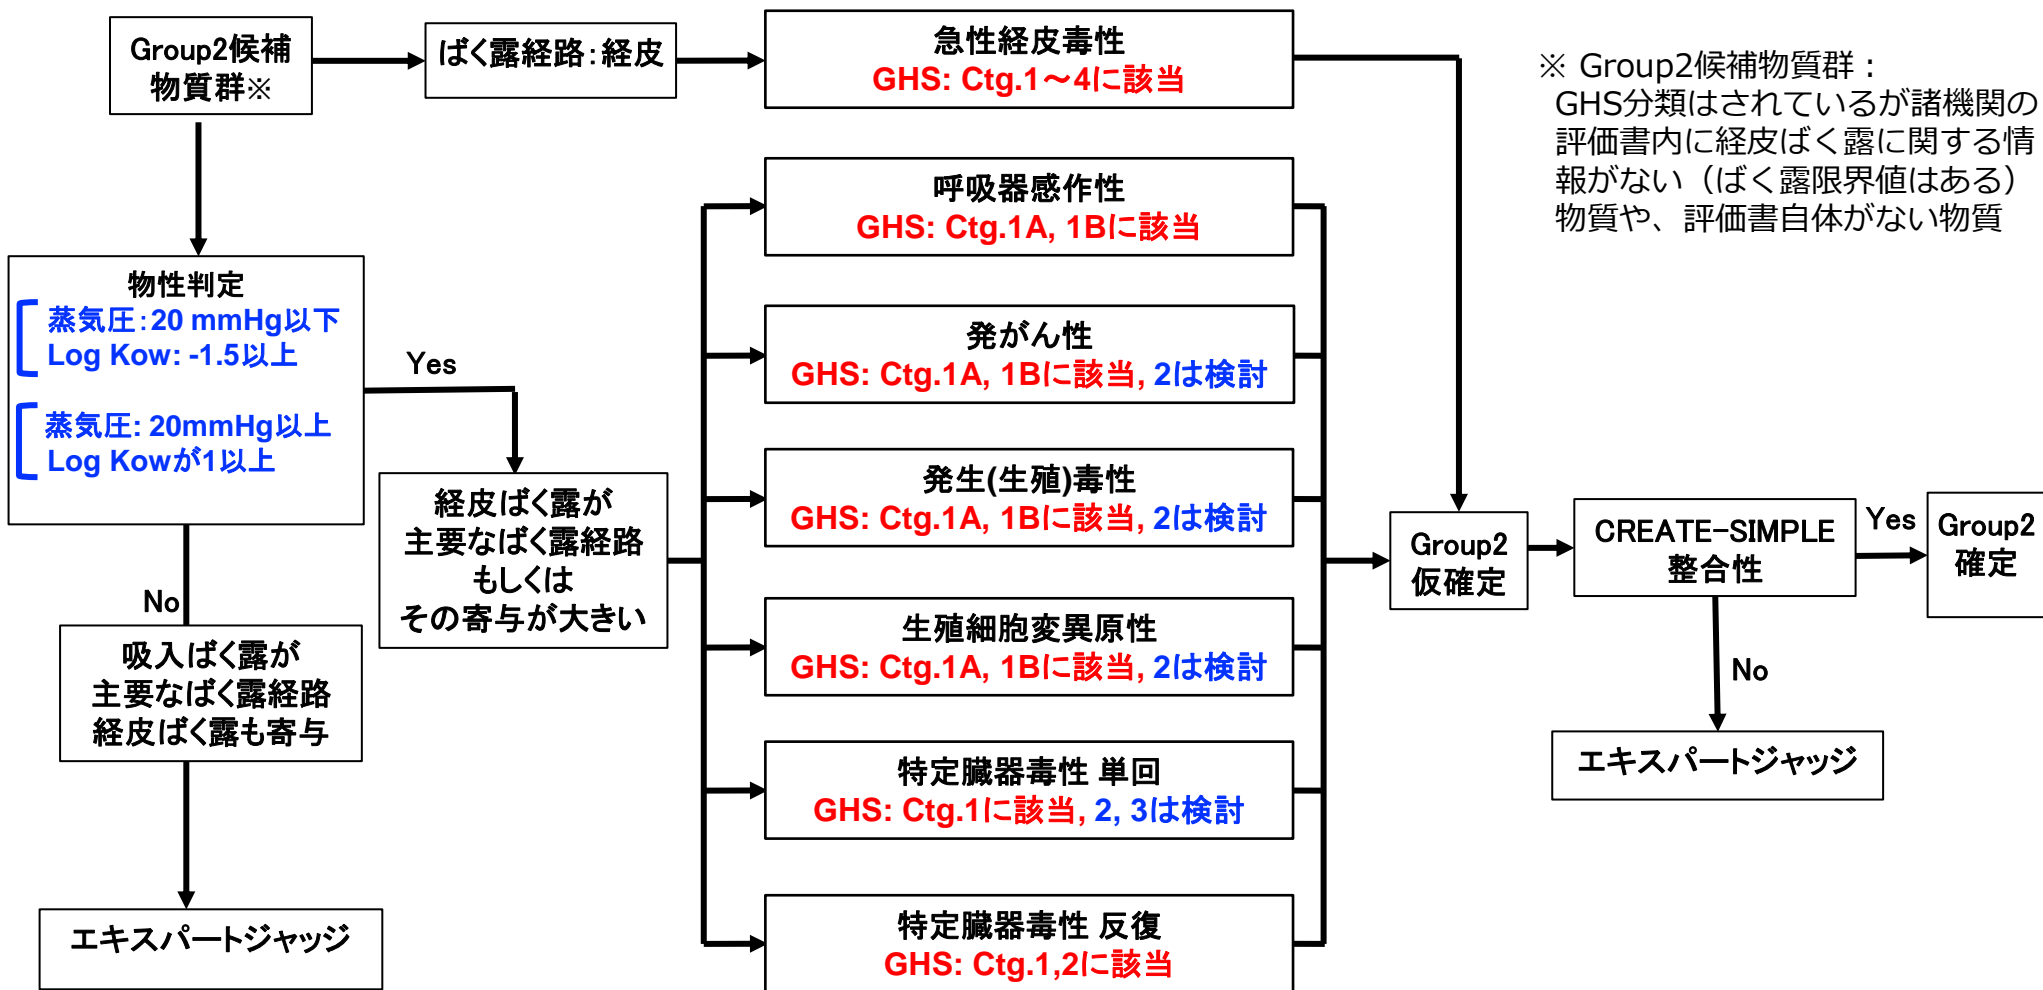 Group2候補
物質群※
ばく露経路：経皮
急性経皮毒性
GHS: Ctg.1～4に該当
※ Group2候補物質群：
GHS分類はされているが諸機関の
評価書内に経皮ばく露に関する情
報がない（ばく露限界値はある）
物質や、評価書自体がない物質
呼吸器感作性
GHS: Ctg.1A, 1Bに該当
物性判定
蒸気圧：20 mmHg以下
Log Kow: -1.5以上
蒸気圧: 20mmHg以上
Log Kowが1以上
Yes
発がん性
GHS: Ctg.1A, 1Bに該当, 2は検討
経皮ばく露が
主要なばく露経路
もしくは
その寄与が大きい
発生(生殖)毒性
GHS: Ctg.1A, 1Bに該当, 2は検討
Group2
仮確定
CREATE-SIMPLE
整合性
Yes
Group2
確定
No
吸入ばく露が
主要なばく露経路
経皮ばく露も寄与
生殖細胞変異原性
GHS: Ctg.1A, 1Bに該当, 2は検討
No
エキスパートジャッジ
特定臓器毒性 単回
GHS: Ctg.1に該当, 2, 3は検討
エキスパートジャッジ
特定臓器毒性 反復
GHS: Ctg.1,2に該当